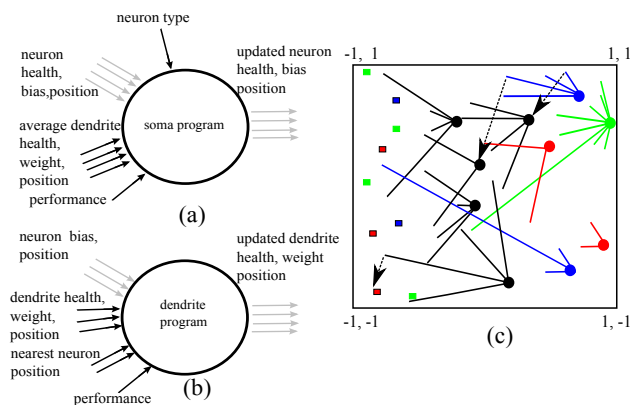 neuron type
(a)
neuron
health,
bias,position
updated neuron
health, bias
position
soma program
average dendrite
health,
weight,
position
performance
(a)
neuron bias,
position
updated dendrite
health, weight
position
dendrite health,
weight,
position
dendrite
program
nearest neuron
position
performance
(b)
-1, 1
1, 1
-1, -1
1, -1
(c)